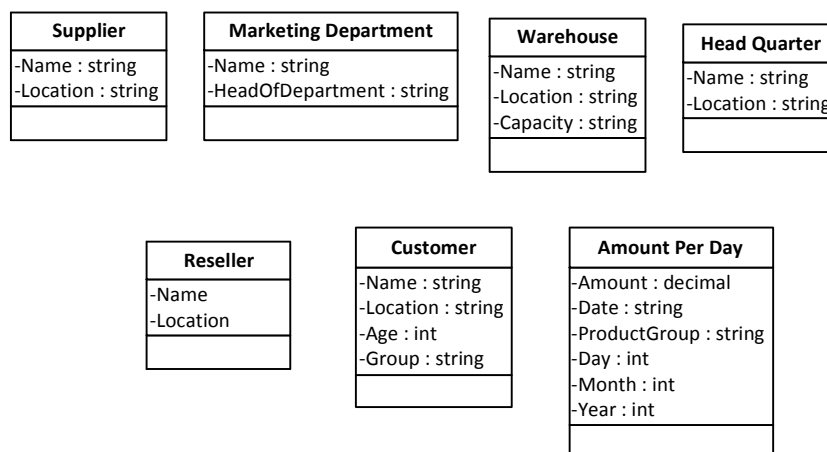 Supplier
-Name : string
-Location : string
Marketing Department
-Name : string
-HeadOfDepartment : string
Warehouse
-Name : string
-Location : string
-Capacity : string
Head Quarter
-Name : string
-Location : string
Reseller
-Name
-Location
Customer
-Name : string
-Location : string
-Age : int
-Group : string
Amount Per Day
-Amount : decimal
-Date : string
-ProductGroup : string
-Day : int
-Month : int
-Year : int